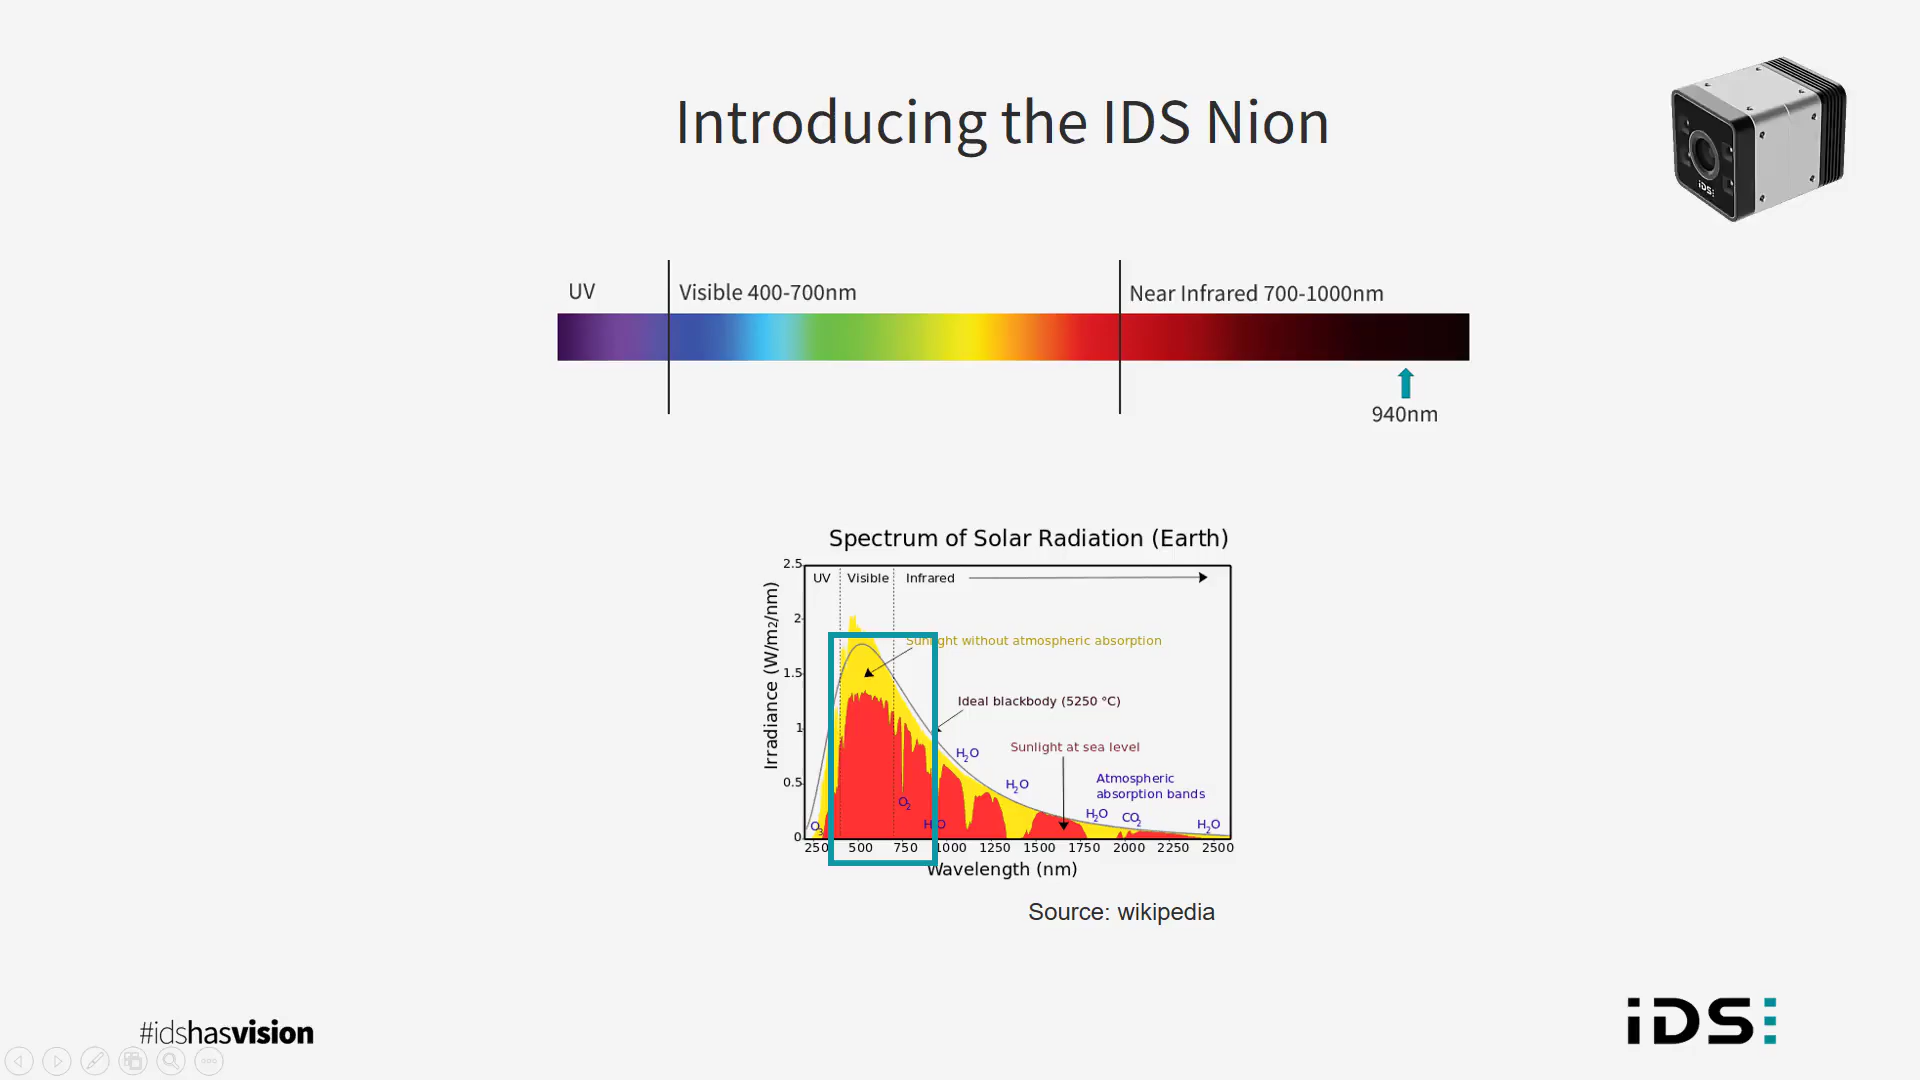 Introducing the IDS Nion
iDS:
UV
Visible 400-700nm
Near Infrared 700-1000nm
940nm
Spectrum of Solar Radiation (Earth)
UV
Visible
Infrared
Irradiance (W/m2/nm)
2.5
2
1.5
1
0.5
0
Sunlight without atmospheric absorption
Ideal blackbody (5250 °C)
Sunlight at sea level
Atmospheric
absorption bands
H2O
H2O
H2O
CO2
H2O
O2
O3
H2O
250 500 750 1000 1250 1500 1750 2000 2250 2500
Wavelength (nm)
Source: wikipedia
#idshasvision
iDS: